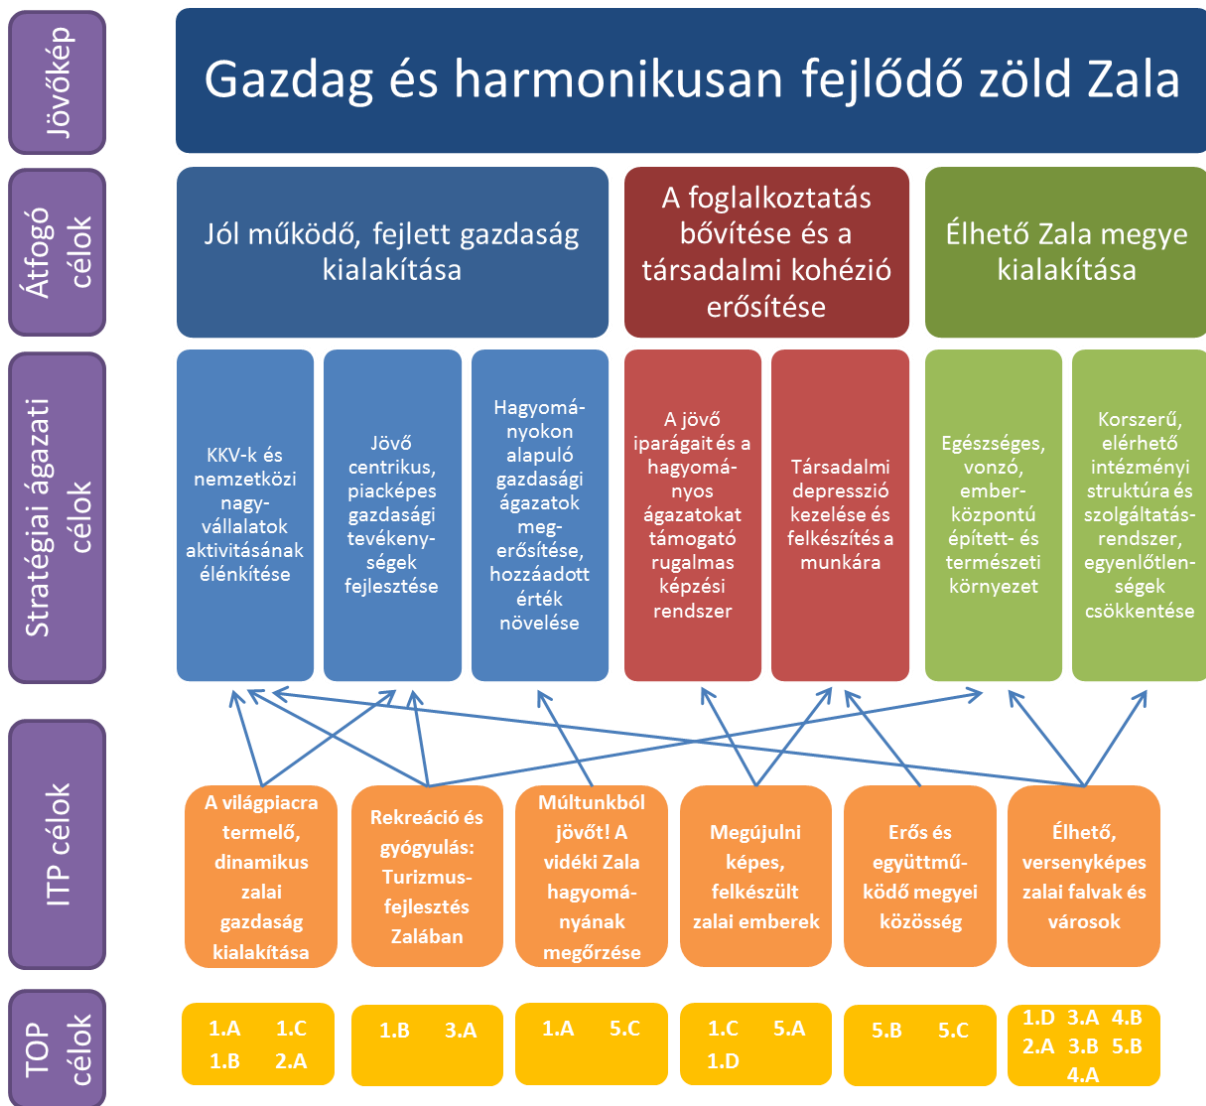 Jövőkép
Gazdag és harmonikusan fejlődő zöld Zala
Átfogó
célok
Jól működő, fejlett gazdaság
kialakítása
A foglalkoztatás
bővítése és a
társadalmi kohézió
erősítése
Élhető Zala megye
kialakítása
Stratégiai ágazati
célok
KKV-k és
nemzetközi
nagy-
vállalatok
aktivitásának
élénkítése
Jövő
centrikus,
piacképes
gazdasági
tevékeny-
ségek
fejlesztése
Hagyomá-
nyokon
alapuló
gazdasági
ágazatok
meg-
erősítése,
hozzáadott
érték
növelése
A jövő
iparágait és a
hagyomá-
nyos
ágazatokat
támogató
rugalmas
képzési
rendszer
Társadalmi
depresszió
kezelése és
felkészítés a
munkára
Egészséges,
vonzó,
ember-
központú
épített- és
természeti
környezet
Korszerű,
elérhető
intézményi
struktúra és
szolgáltatás-
rendszer,
egyenlőtlen-
ségek
csökkentése
ITP célok
A világpiacra
termelő,
dinamikus
zalai
gazdaság
kialakítása
Rekreáció és
gyógyulás:
Turizmus-
fejlesztés
Zalában
Múltunkból
jövőt! A
vidéki Zala
hagyomá-
nyának
megőrzése
Megújulni
képes,
felkészült
zalai emberek
Erős és
együttmű-
ködő megyei
közösség
Élhető,
versenyképes
zalai falvak és
városok
TOP
célok
1.A 1.C
1.B 2.A
1.B 3.A
1.A 5.C
1.C 5.A
1.D
5.B 5.C
1.D 3.A 4.B
2.A 3.B 5.B
4.A